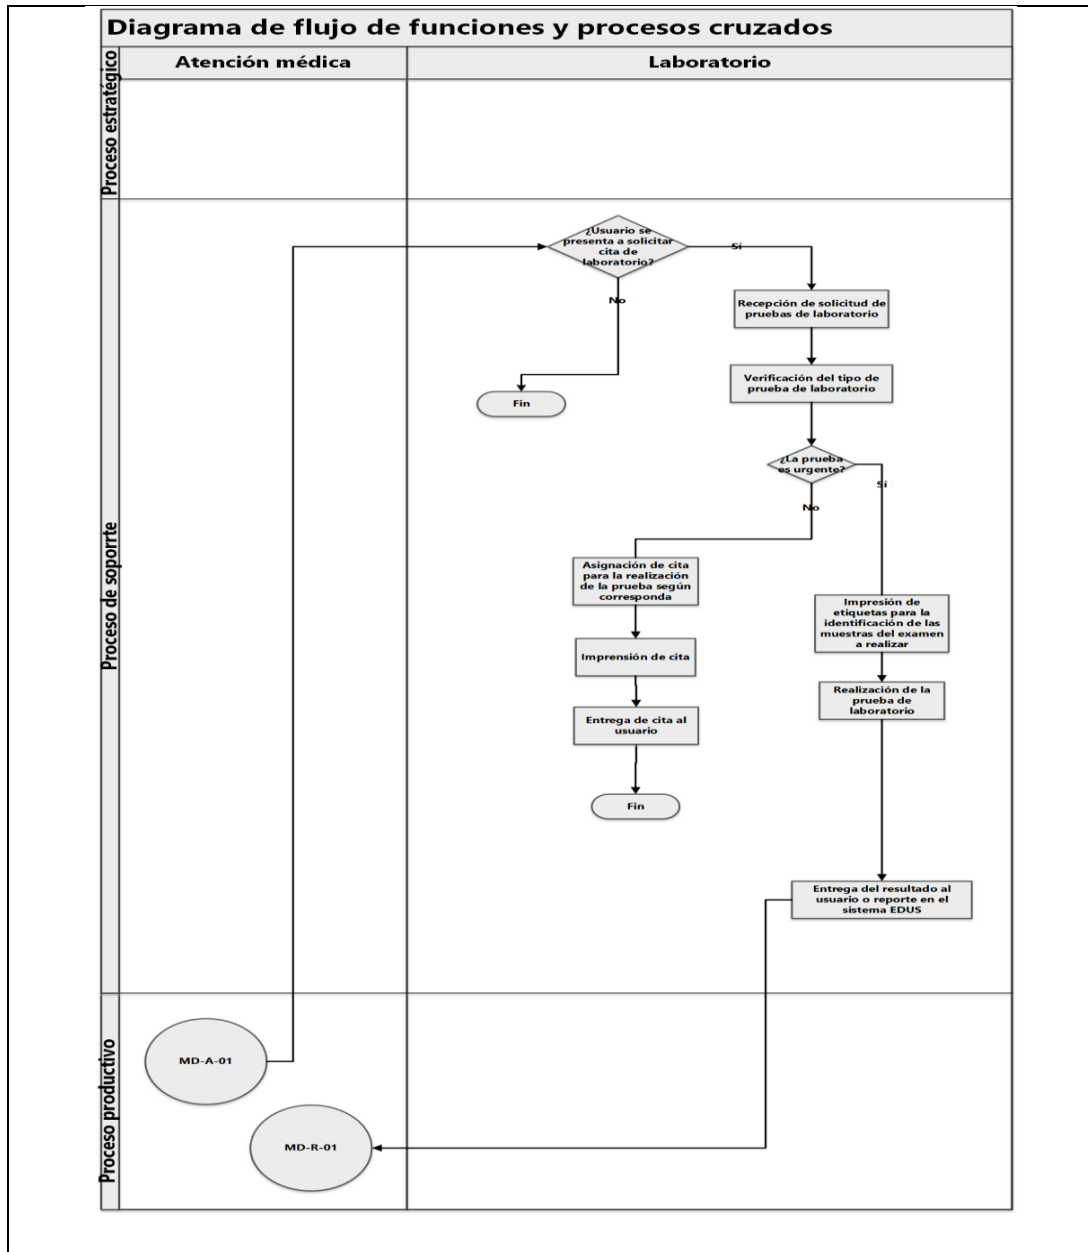 Diagrama de flujo de funciones y procesos cruzados
Atención médica
Laboratorio
Proceso estratégico
¿Usuario se
presenta a solicitar
cita de
laboratorio?
Sí
No
Recepción de solicitud de
pruebas de laboratorio
Verificación del tipo de
prueba de laboratorio
Fin
¿La prueba
es urgente?
Sí
No
Proceso de soporrte
Asignación de cita
para la realización
de la prueba según
corresponda
Impresión de
etiquetas para la
identificación de las
muestras del examen
a realizar
Imprensión de cita
Realización de la
prueba de
laboratorio
Entrega de cita al
usuario
Fin
Entrega del resultado al
usuario o reporte en el
sistema EDUS
Proceso productivo
MD-A-01
MD-R-01